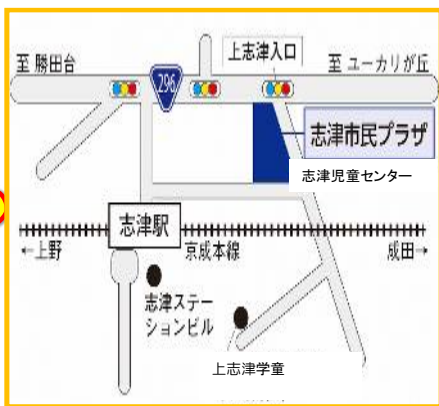 上志津入口
至 勝田台
296
至 ユーカリが丘
志津市民プラザ
志津児童センター
志津駅
←上野
京成本線
成田→
志津ステー
ションビル
上志津学童